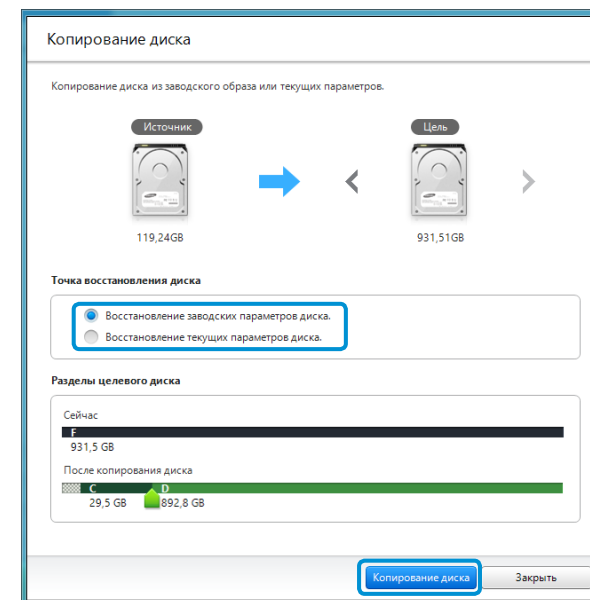 Копирование диска
Копирование диска из заводского образа или текущих параметров.
Источник
Цель
119,24GB
931,51GB
Точка восстановления диска
Восстановление заводских параметров диска.
Восстановление текущих параметров диска.
Разделы целевого диска
Сейчас
F
931,5 GB
После копирования диска
C D
29,5 GB 892,8 GB
Копирование диска Закрыть